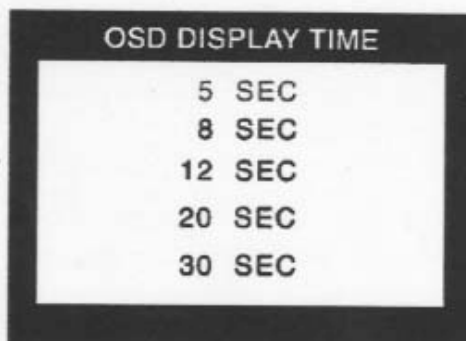 OSD DISPLAY TIME
5 SEC
8 SEC
12 SEC
20 SEC
30 SEC